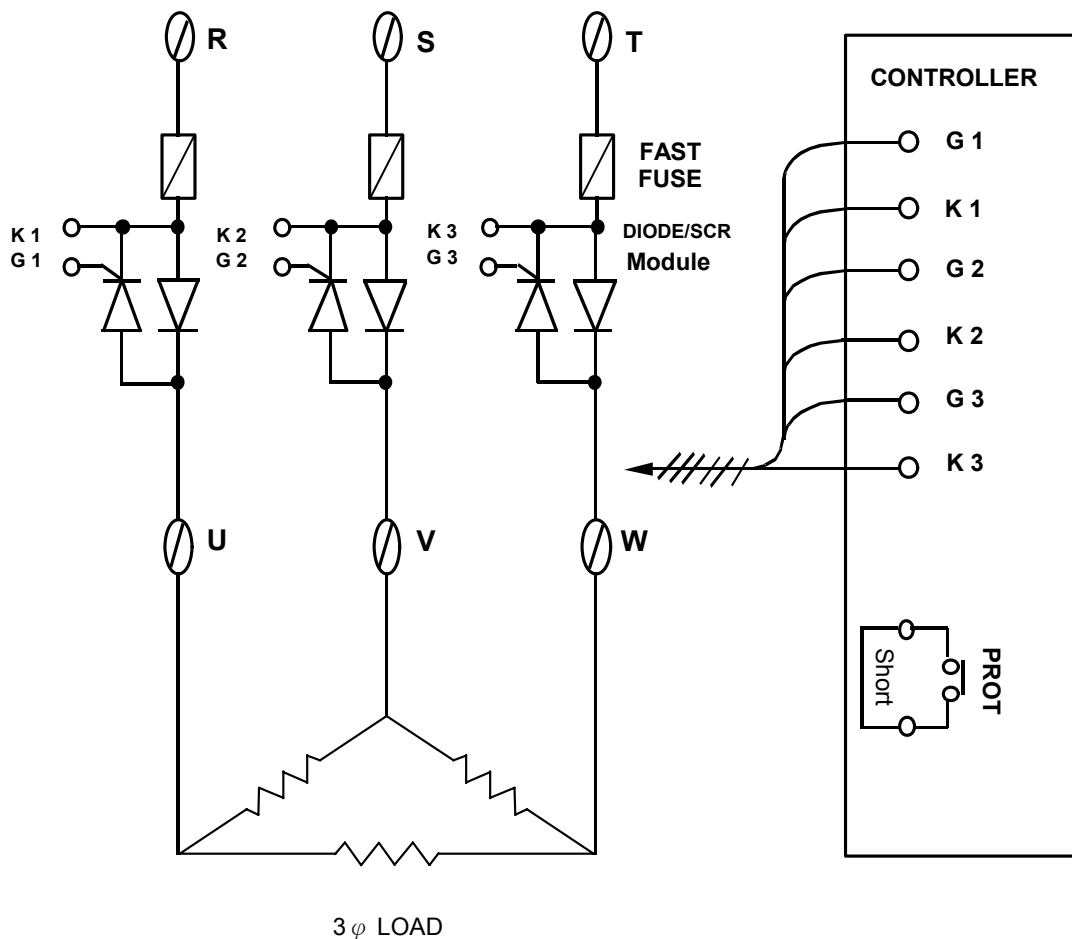 R
S
T
CONTROLLER
FAST
FUSE
DIODE/SCR
Module
K 1
G 1
K 2
G 2
K 3
G 3
G 1
K 1
G 2
K 2
G 3
K 3
U
V
W
Short
PROT
3 φ LOAD